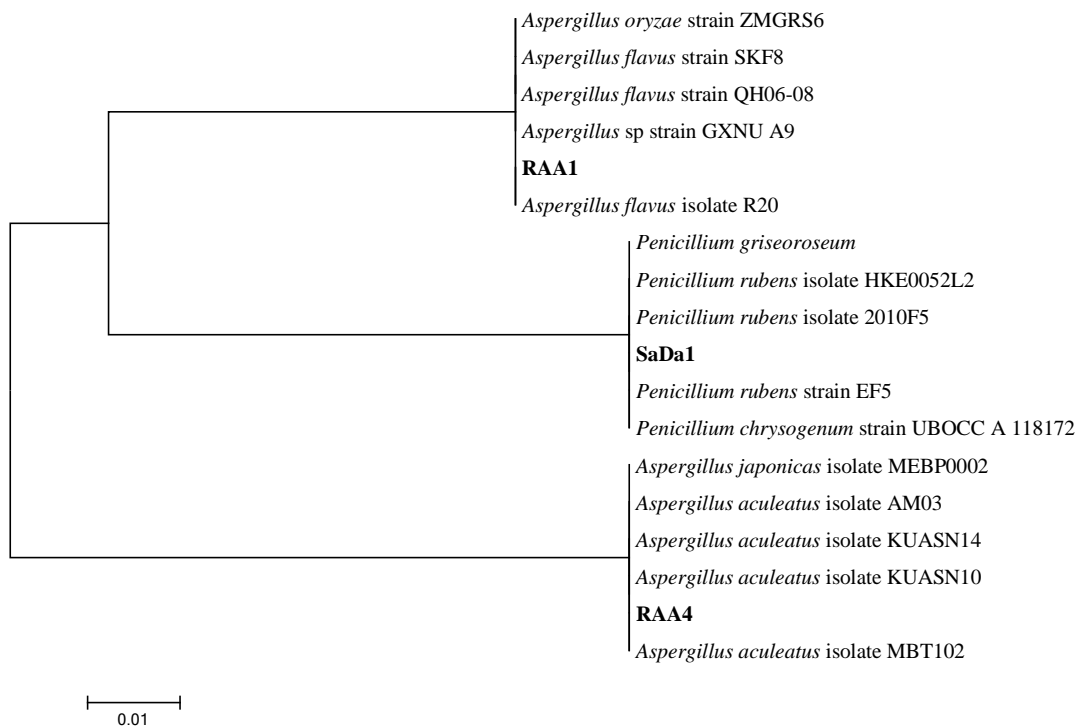 Aspergillus oryzae strain ZMGRS6
Aspergillus flavus strain SKF8
Aspergillus flavus strain QH06-08
Aspergillus sp strain GXNU A9
RAA1
Aspergillus flavus isolate R20
Penicillium griseoroseum
Penicillium rubens isolate HKE0052L2
Penicillium rubens isolate 2010F5
SaDa1
Penicillium rubens strain EF5
Penicillium chrysogenum strain UBOCC A 118172
Aspergillus japonicas isolate MEBP0002
Aspergillus aculeatus isolate AM03
Aspergillus aculeatus isolate KUASN14
Aspergillus aculeatus isolate KUASN10
RAA4
Aspergillus aculeatus isolate MBT102
0.01